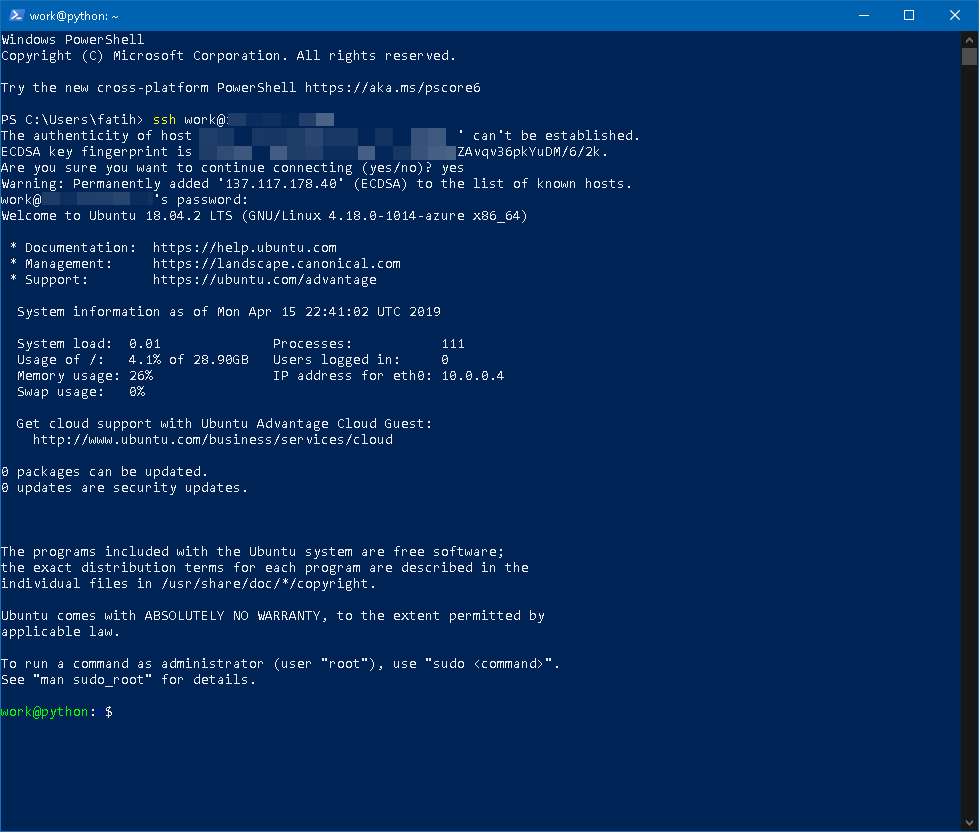 work@python: ~
Windows PowerShell
Copyright (C) Microsoft Corporation. All rights reserved.
Try the new cross-platform PowerShell https://aka.ms/pscore6
PS C:\Users\fatih> ssh work@
The authenticity of host ' can't be established.
ECDSA key fingerprint is ZAvqv36pkYuDM/6/2k.
Are you sure you want to continue connecting (yes/no)? yes
Warning: Permanently added '137.117.178.40' (ECDSA) to the list of known hosts.
work@ 's password:
Welcome to Ubuntu 18.04.2 LTS (GNU/Linux 4.18.0-1014-azure x86_64)
* Documentation:  https://help.ubuntu.com
* Management:     https://landscape.canonical.com
* Support:        https://ubuntu.com/advantage
System information as of Mon Apr 15 22:41:02 UTC 2019
System load:  0.01              Processes:           111
Usage of /:   4.1% of 28.90GB   Users logged in:     0
Memory usage: 26%               IP address for eth0: 10.0.0.4
Swap usage:   0%
Get cloud support with Ubuntu Advantage Cloud Guest:
http://www.ubuntu.com/business/services/cloud
0 packages can be updated.
0 updates are security updates.
The programs included with the Ubuntu system are free software;
the exact distribution terms for each program are described in the
individual files in /usr/share/doc/*/copyright.
Ubuntu comes with ABSOLUTELY NO WARRANTY, to the extent permitted by
applicable law.
To run a command as administrator (user "root"), use "sudo <command>".
See "man sudo_root" for details.
work@python: $